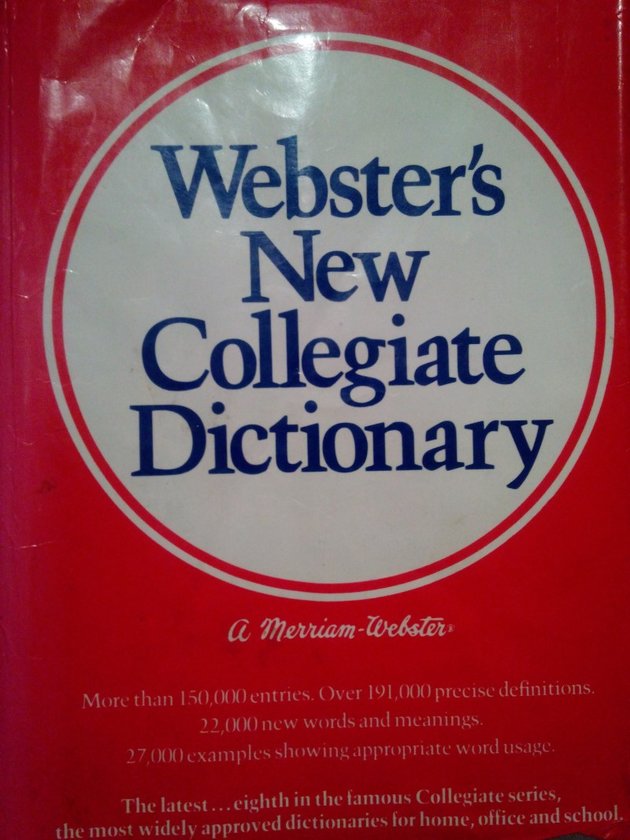 Webster's
New
Collegiate
Dictionary
A Merriam-Webster®
More than 150,000 entries. Over 191,000 precise definitions.
22,000 new words and meanings.
27,000 examples showing appropriate word usage.
The latest...eighth in the famous Collegiate series,
the most widely approved dictionaries for home, office and school.